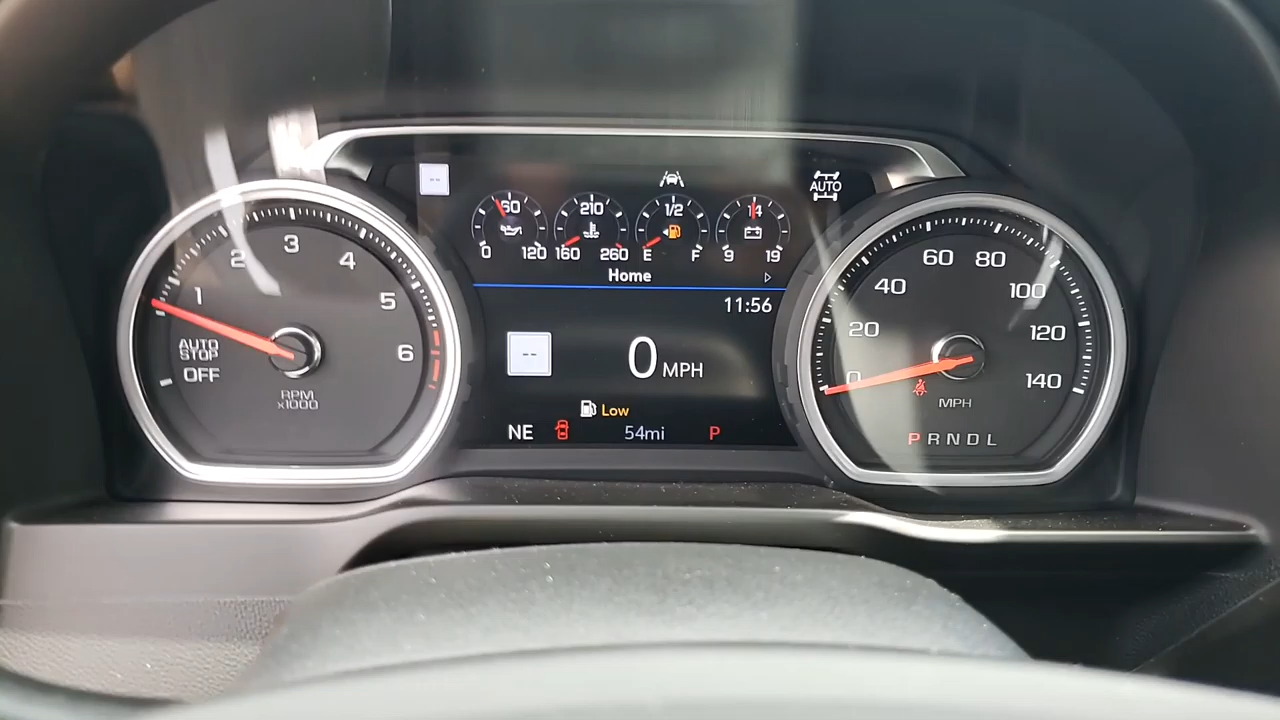 60 210 1/2 14 AUTO
0 120 160 260 E F 9 19
Home
11:56
--
--
0 MPH
Low
NE 54mi P
1 2 3 4 5 6
AUTO
STOP
OFF
RPM
x1000
0 20 40 60 80 100 120 140
MPH
P R N D L